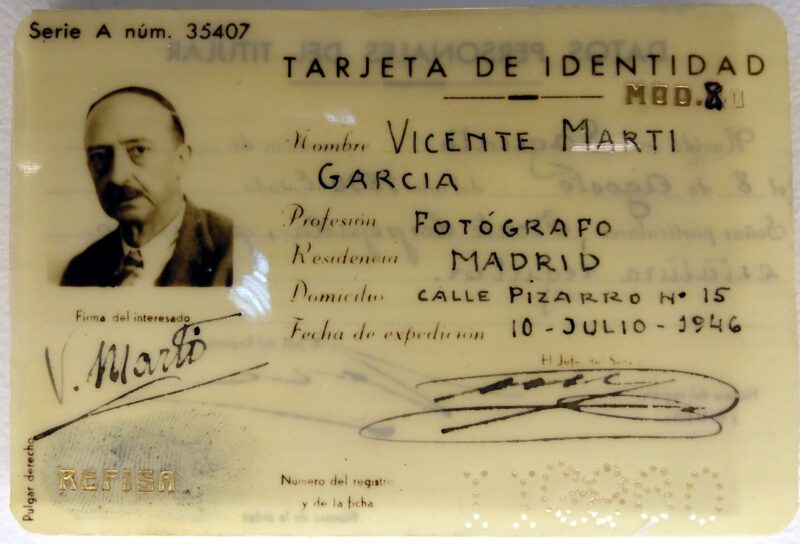 Serie A núm. 35407
TARJETA DE IDENTIDAD
MOD.8
Nombre VICENTE MARTI
GARCIA
Profesión FOTÓGRAFO
Residencia MADRID
Domicilio CALLE PIZARRO Nº 15
Fecha de expedición 10-JULIO-1946
Firma del interesado
V. Marti
El Jefe del
Pulgar derecho
REFISA
Numero del registro
y de la ficha